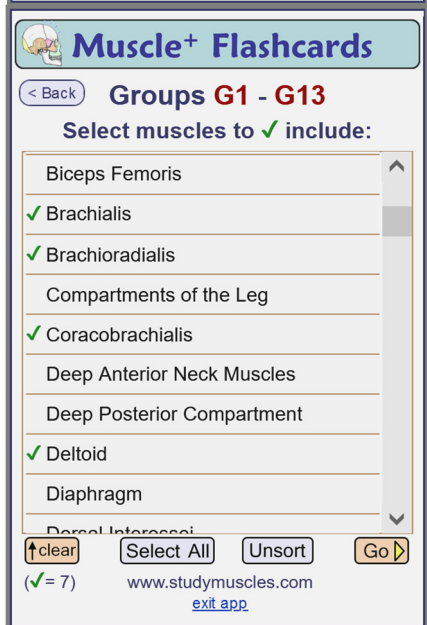 Muscle+ Flashcards
< Back
Groups G1 - G13
Select muscles to ✓ include:
Biceps Femoris
✓ Brachialis
✓ Brachioradialis
Compartments of the Leg
✓ Coracobrachialis
Deep Anterior Neck Muscles
Deep Posterior Compartment
✓ Deltoid
Diaphragm
Dorsal Interossei
↑clear Select All Unsort Go
(✓= 7) www.studymuscles.com
exit app